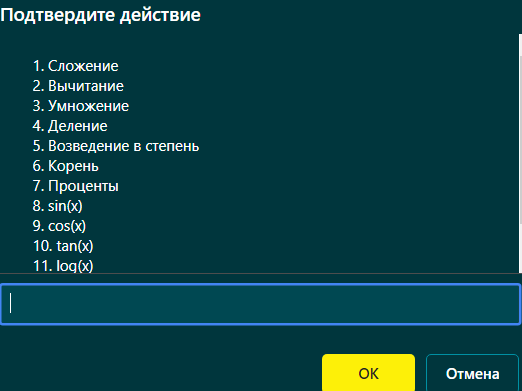 Подтвердите действие
1. Сложение
2. Вычитание
3. Умножение
4. Деление
5. Возведение в степень
6. Корень
7. Проценты
8. sin(x)
9. cos(x)
10. tan(x)
11. log(x)
OK
Отмена